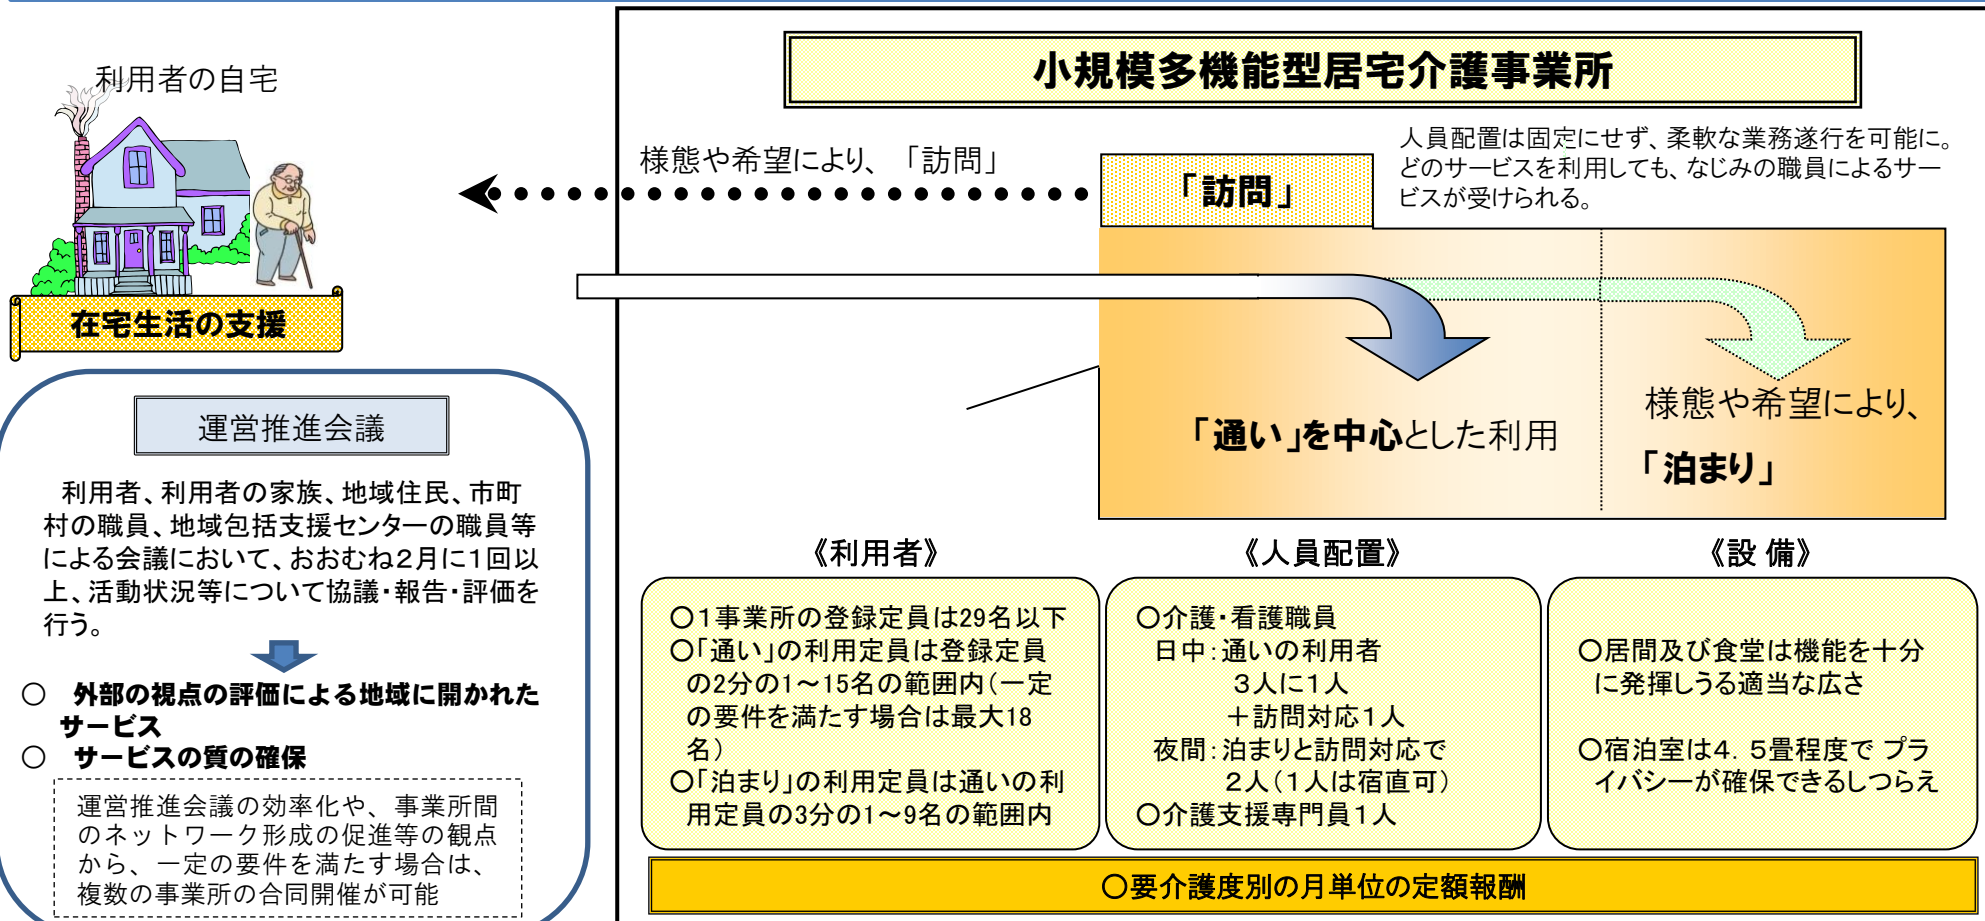 利用者の自宅
在宅生活の支援
運営推進会議
利用者、利用者の家族、地域住民、市町
村の職員、地域包括支援センターの職員等
による会議において、おおむね２月に１回以
上、活動状況等について協議・報告・評価を
行う。
○　外部の視点の評価による地域に開かれた
サービス
○　サービスの質の確保
運営推進会議の効率化や、事業所間
のネットワーク形成の促進等の観点
から、一定の要件を満たす場合は、
複数の事業所の合同開催が可能
小規模多機能型居宅介護事業所
様態や希望により、「訪問」
「訪問」
人員配置は固定にせず、柔軟な業務遂行を可能に。
どのサービスを利用しても、なじみの職員によるサー
ビスが受けられる。
「通い」を中心とした利用
様態や希望により、
「泊まり」
《利用者》
○１事業所の登録定員は29名以下
○「通い」の利用定員は登録定員
の2分の1～15名の範囲内（一定
の要件を満たす場合は最大18
名）
○「泊まり」の利用定員は通いの利
用定員の3分の1～9名の範囲内
《人員配置》
○介護・看護職員
日中：通いの利用者
３人に１人
＋訪問対応１人
夜間：泊まりと訪問対応で
２人（１人は宿直可）
○介護支援専門員１人
《設 備》
○居間及び食堂は機能を十分
に発揮しうる適当な広さ
○宿泊室は４．５畳程度で プラ
イバシーが確保できるしつらえ
○要介護度別の月単位の定額報酬